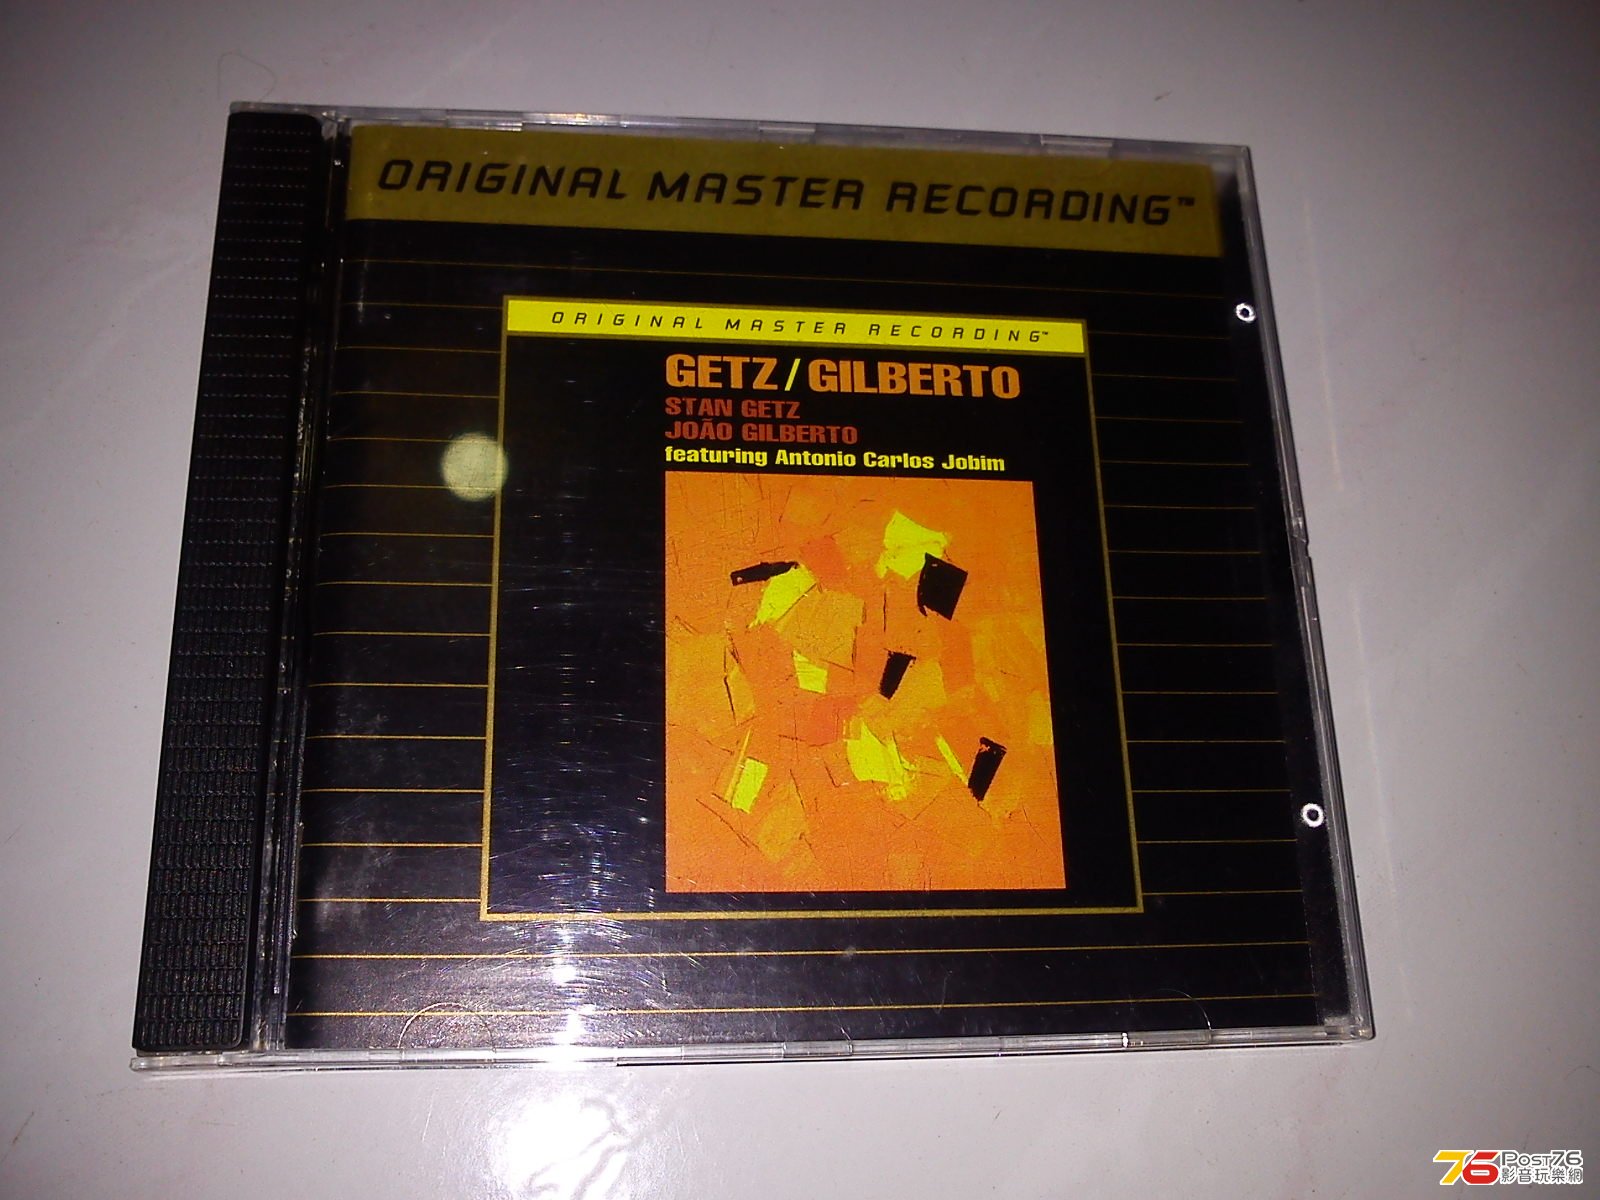 ORIGINAL MASTER RECORDING™
ORIGINAL MASTER RECORDING™
GETZ/GILBERTO
STAN GETZ
JOÃO GILBERTO
featuring Antonio Carlos Jobim
76 Post76
影音玩樂網